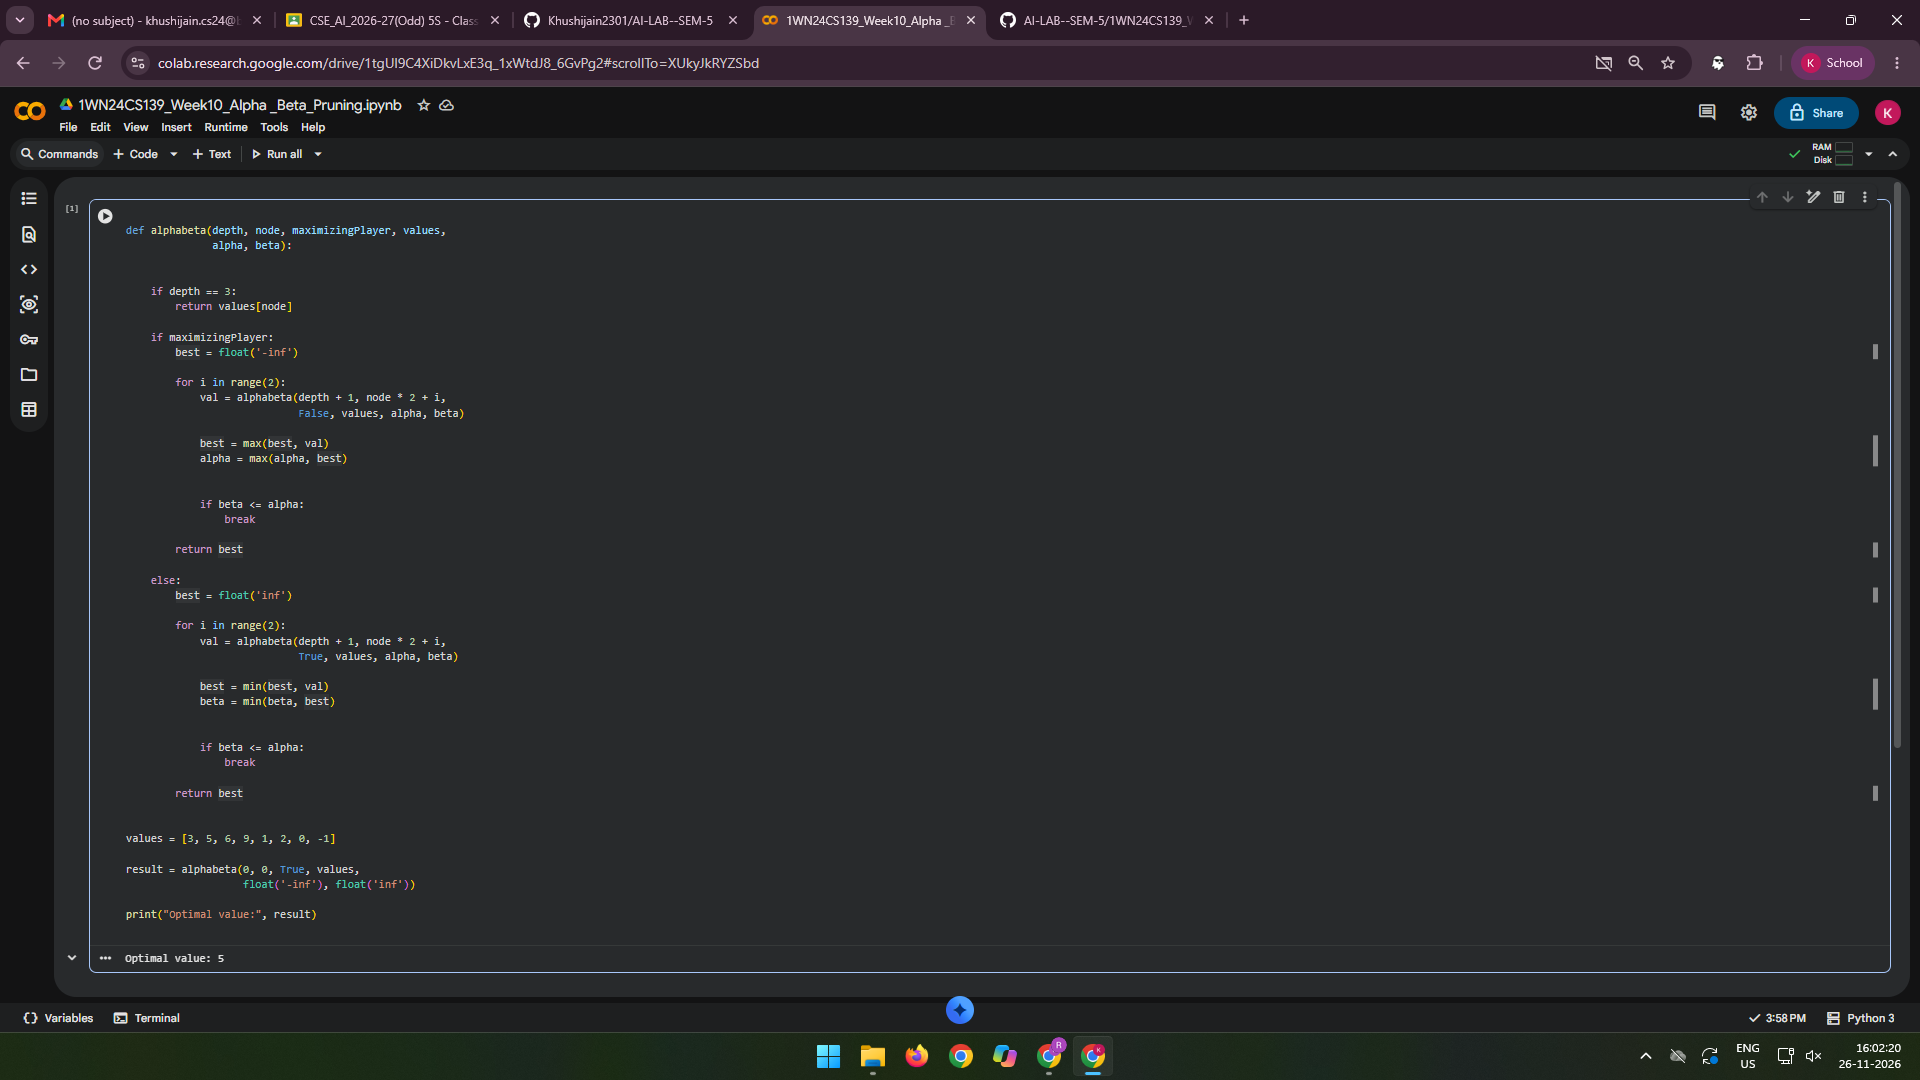 (no subject) - khushijain.cs24@
CSE_AI_2026-27(Odd) 5S - Class
Khushijain2301/AI-LAB--SEM-5
1WN24CS139_Week10_Alpha _B
AI-LAB--SEM-5/1WN24CS139_
colab.research.google.com/drive/1tgUI9C4XiDkvLxE3q_1xWtdJ8_6GvPg2#scrollTo=XUkyJkRYZSbd
K School
1WN24CS139_Week10_Alpha _Beta_Pruning.ipynb
Share
K
File Edit View Insert Runtime Tools Help
Commands + Code + Text Run all
RAM
Disk
[1]
def alphabeta(depth, node, maximizingPlayer, values,
alpha, beta):
if depth == 3:
return values[node]
if maximizingPlayer:
best = float('-inf')
for i in range(2):
val = alphabeta(depth + 1, node * 2 + i,
False, values, alpha, beta)
best = max(best, val)
alpha = max(alpha, best)
if beta <= alpha:
break
return best
else:
best = float('inf')
for i in range(2):
val = alphabeta(depth + 1, node * 2 + i,
True, values, alpha, beta)
best = min(best, val)
beta = min(beta, best)
if beta <= alpha:
break
return best
values = [3, 5, 6, 9, 1, 2, 0, -1]
result = alphabeta(0, 0, True, values,
float('-inf'), float('inf'))
print("Optimal value:", result)
Optimal value: 5
Variables Terminal
3:58 PM Python 3
R
K
ENG
US
16:02:20
26-11-2026